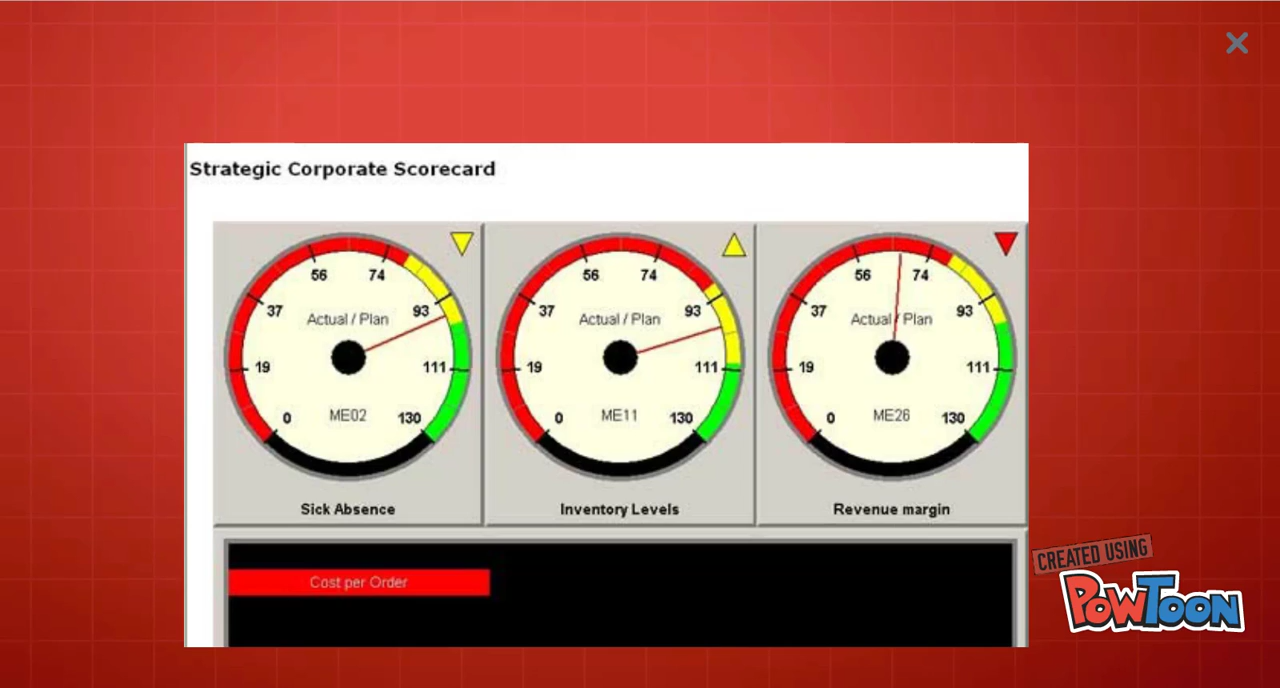 Strategic Corporate Scorecard
56 74
37 93
Actual / Plan
19 111
ME02
0 130
Sick Absence
56 74
37 93
Actual / Plan
19 111
ME11
0 130
Inventory Levels
56 74
37 93
Actual / Plan
19 111
ME26
0 130
Revenue margin
Cost per Order
CREATED USING
POWTOON